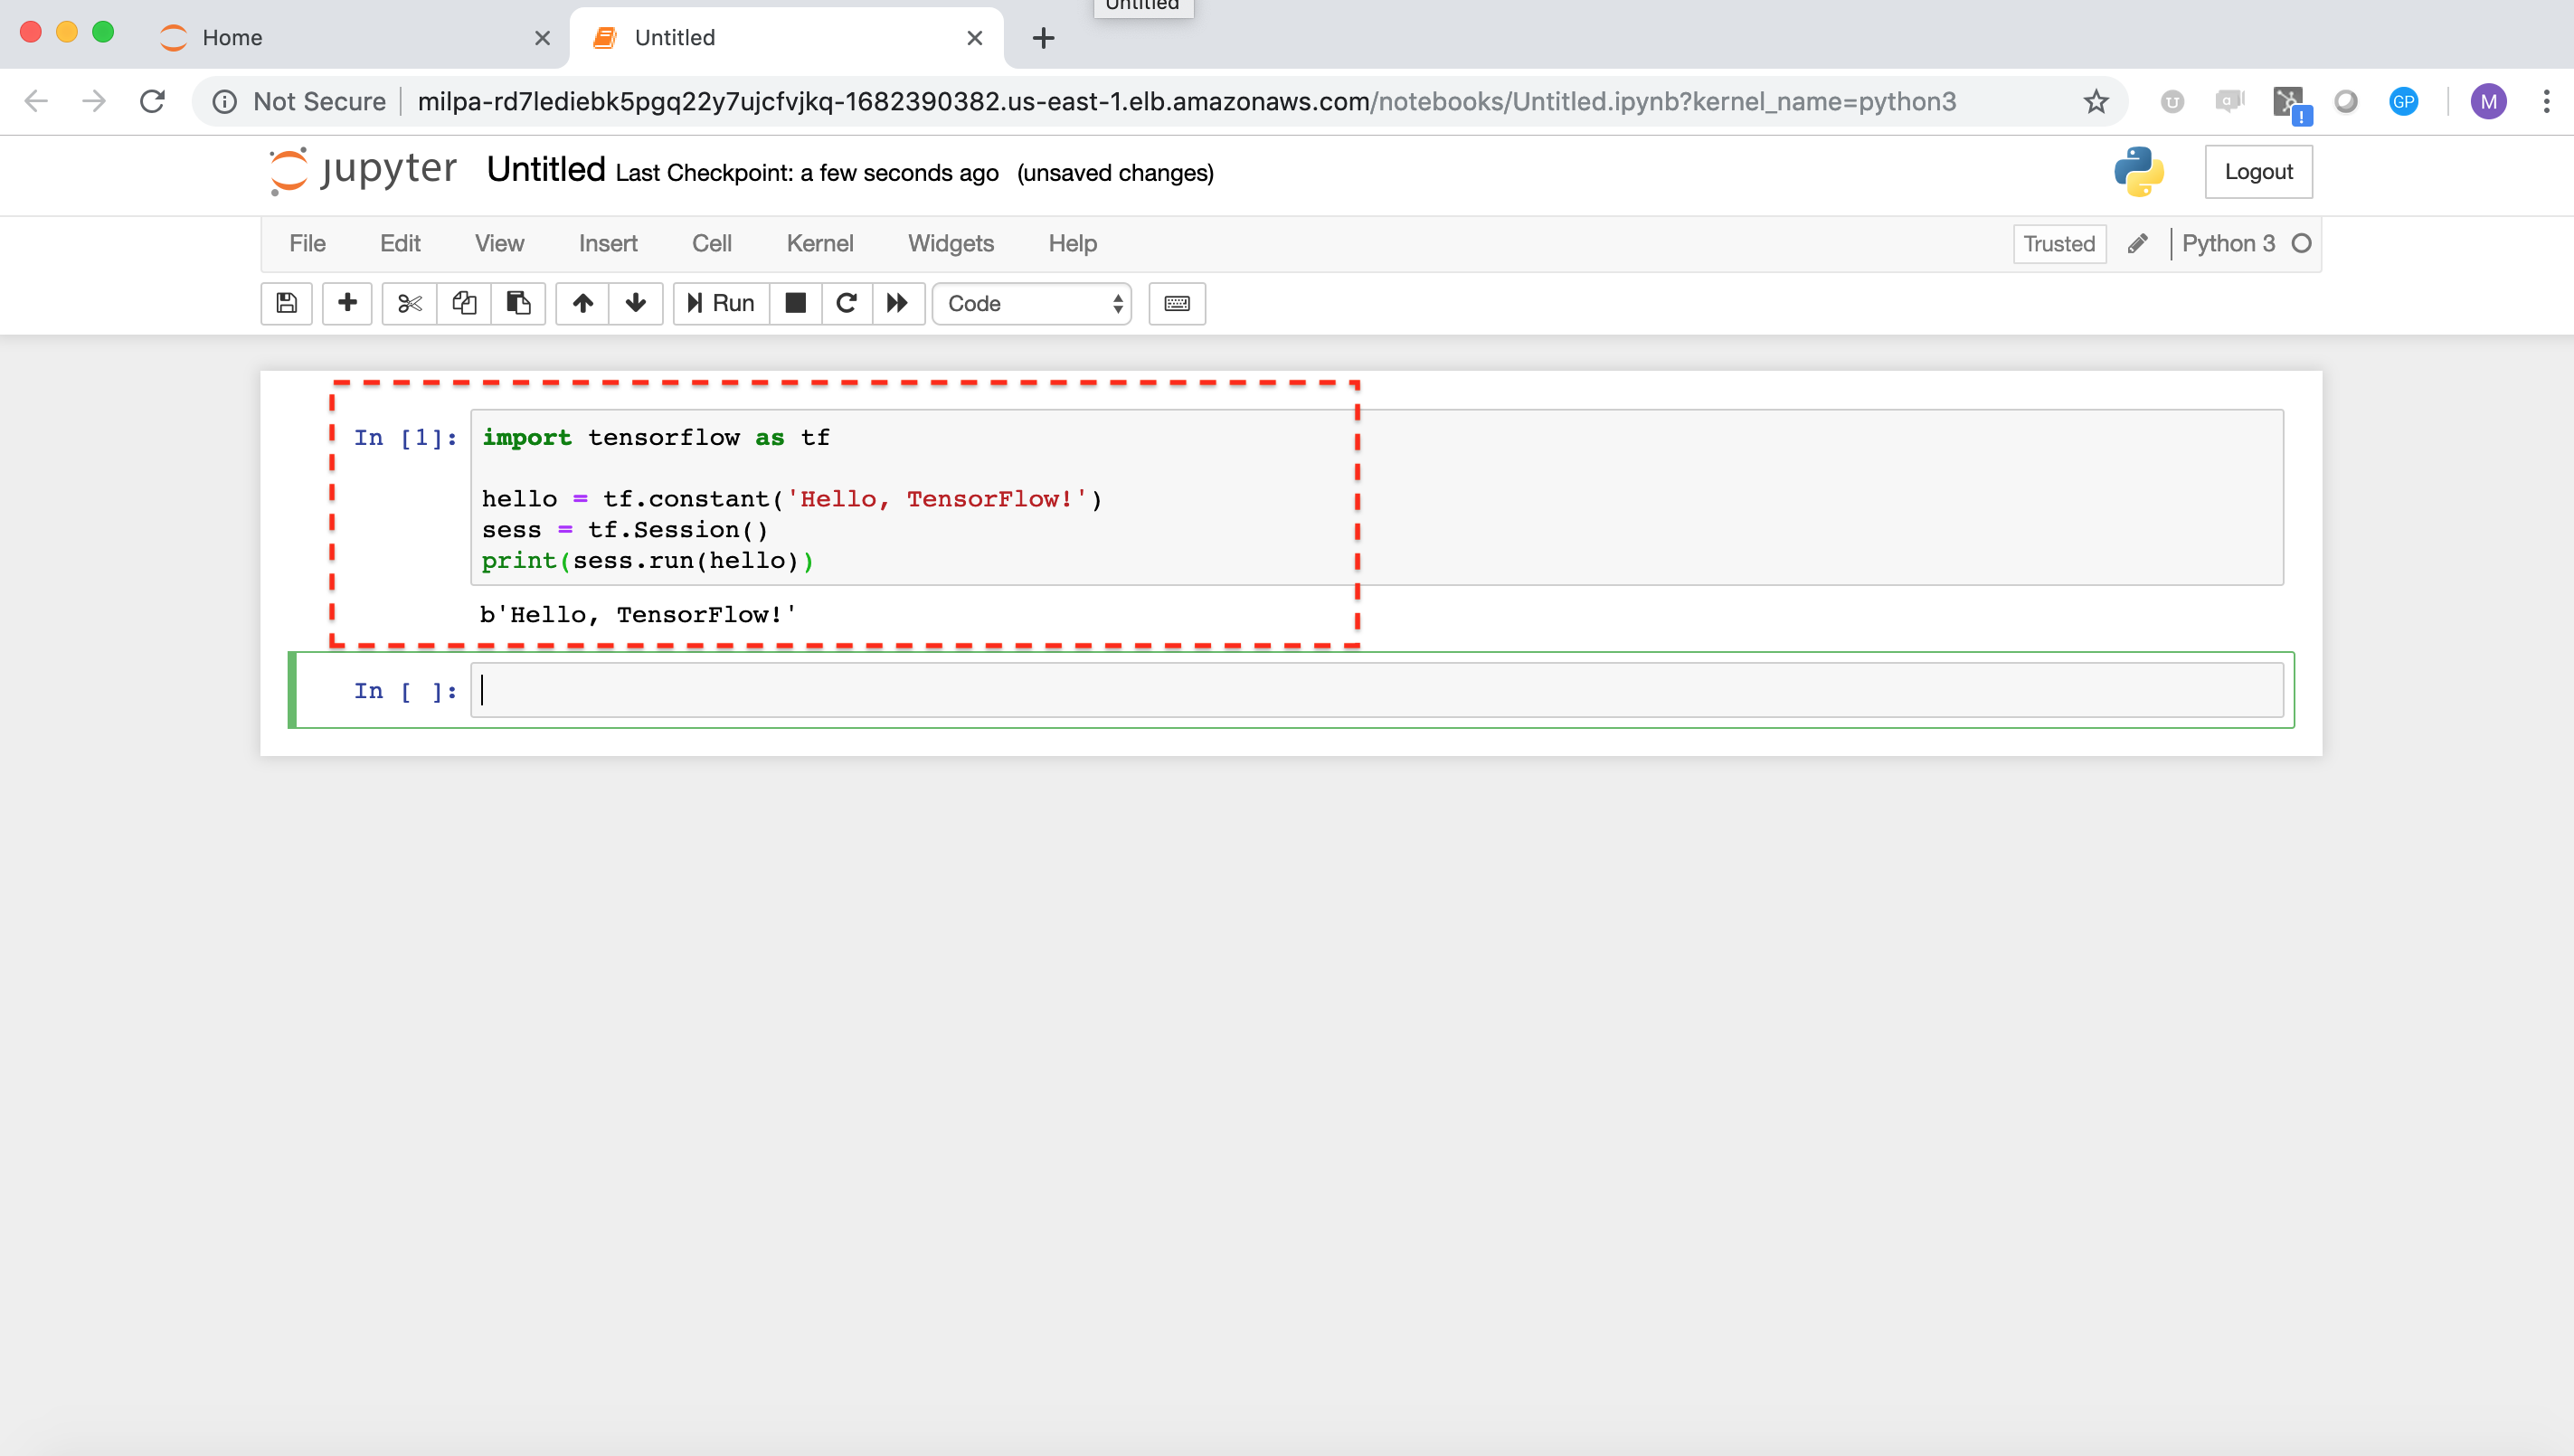 Untitled
Home
Untitled
Not Secure milpa-rd7lediebk5pgq22y7ujcfvjkq-1682390382.us-east-1.elb.amazonaws.com/notebooks/Untitled.ipynb?kernel_name=python3
GP
M
jupyter Untitled Last Checkpoint: a few seconds ago (unsaved changes)
Logout
File Edit View Insert Cell Kernel Widgets Help
Trusted Python 3
Run Code
In [1]: import tensorflow as tf
hello = tf.constant('Hello, TensorFlow!')
sess = tf.Session()
print(sess.run(hello))
b'Hello, TensorFlow!'
In [ ]: